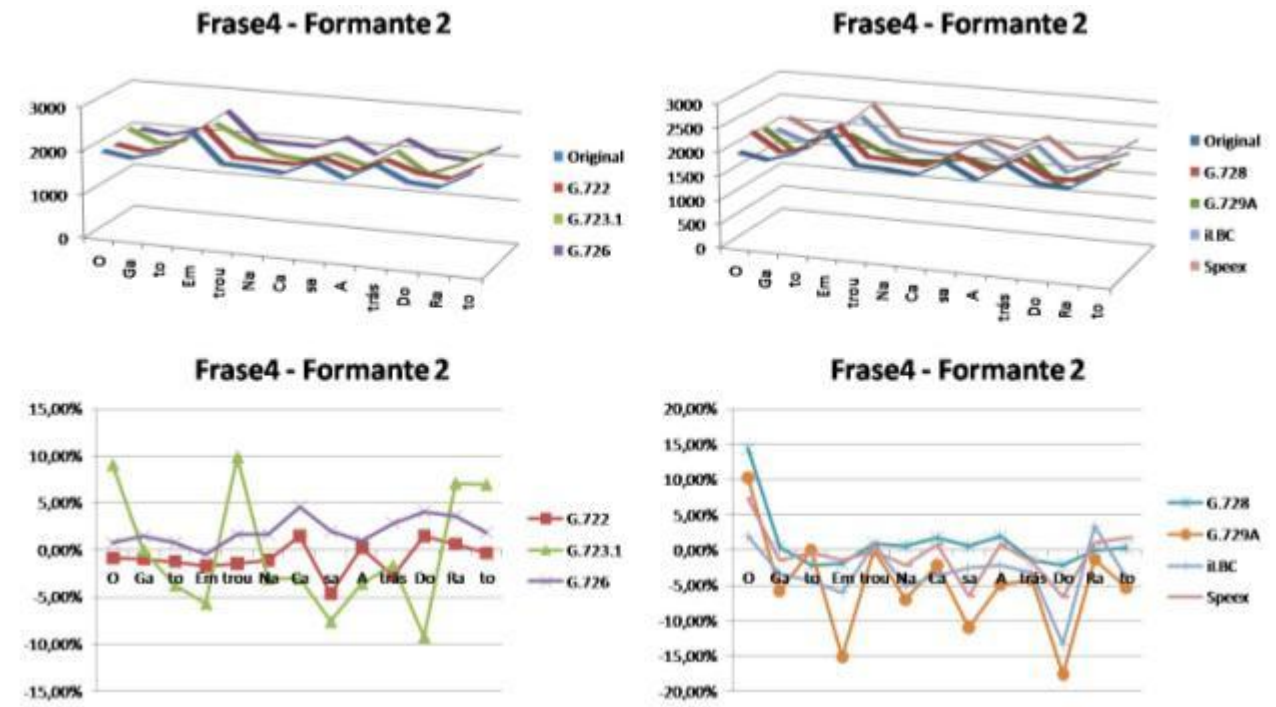 Frase4 - Formante 2
3000
2000
1000
0
O
Ga
to
Em
trou
Na
Ca
sa
A
trás
Do
Ra
to
Original
G.722
G.723.1
G.726
Frase4 - Formante 2
3000
2500
2000
1500
1000
500
0
O
Ga
to
Em
trou
Na
Ca
sa
A
trás
Do
Ra
to
Original
G.728
G.729A
iLBC
Speex
Frase4 - Formante 2
15,00%
10,00%
5,00%
0,00%
-5,00%
-10,00%
-15,00%
O Ga to Em trou Na Ca sa A trás Do Ra to
G.722
G.723.1
G.726
Frase4 - Formante 2
20,00%
15,00%
10,00%
5,00%
0,00%
-5,00%
-10,00%
-15,00%
-20,00%
O Ga to Em trou Na Ca sa A trás Do Ra to
G.728
G.729A
iLBC
Speex